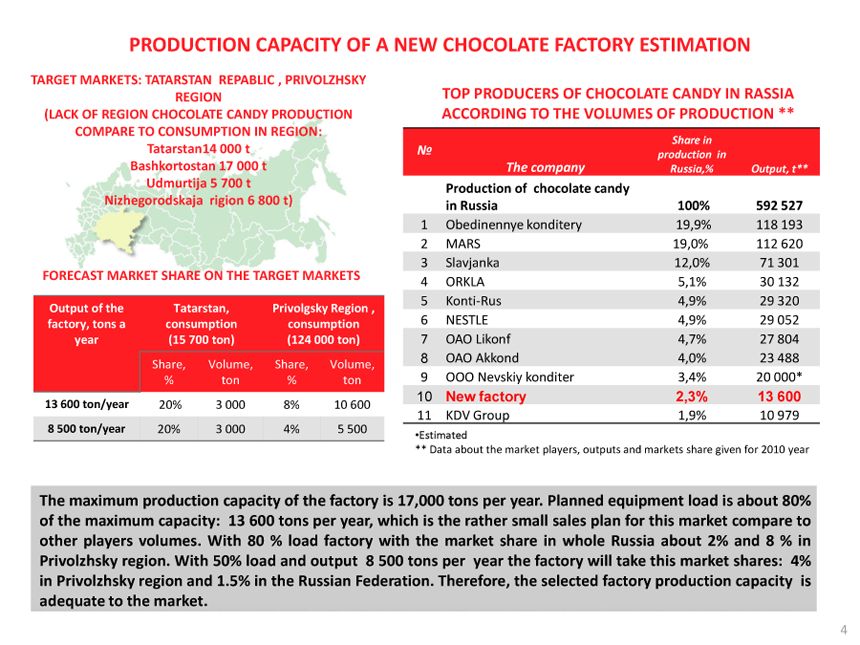 PRODUCTION CAPACITY OF A NEW CHOCOLATE FACTORY ESTIMATION
TARGET MARKETS: TATARSTAN REPABLIC , PRIVOLZHSKY
REGION
(LACK OF REGION CHOCOLATE CANDY PRODUCTION
COMPARE TO CONSUMPTION IN REGION:
Tatarstan14 000 t
Bashkortostan 17 000 t
Udmurtija 5 700 t
Nizhegorodskaja rigion 6 800 t)
FORECAST MARKET SHARE ON THE TARGET MARKETS
Output of the factory, tons a year | Tatarstan, consumption (15 700 ton) | Privolgsky Region , consumption (124 000 ton)
Share, % | Volume, ton | Share, % | Volume, ton
13 600 ton/year 20% 3 000 8% 10 600
8 500 ton/year 20% 3 000 4% 5 500
TOP PRODUCERS OF CHOCOLATE CANDY IN RASSIA
ACCORDING TO THE VOLUMES OF PRODUCTION **
№ The company Share in production in Russia,% Output, t**
Production of chocolate candy
in Russia 100% 592 527
1 Obedinennye konditery 19,9% 118 193
2 MARS 19,0% 112 620
3 Slavjanka 12,0% 71 301
4 ORKLA 5,1% 30 132
5 Konti-Rus 4,9% 29 320
6 NESTLE 4,9% 29 052
7 OAO Likonf 4,7% 27 804
8 OAO Akkond 4,0% 23 488
9 OOO Nevskiy konditer 3,4% 20 000*
10 New factory 2,3% 13 600
11 KDV Group 1,9% 10 979
•Estimated
** Data about the market players, outputs and markets share given for 2010 year
The maximum production capacity of the factory is 17,000 tons per year. Planned equipment load is about 80%
of the maximum capacity: 13 600 tons per year, which is the rather small sales plan for this market compare to
other players volumes. With 80 % load factory with the market share in whole Russia about 2% and 8 % in
Privolzhsky region. With 50% load and output 8 500 tons per year the factory will take this market shares: 4%
in Privolzhsky region and 1.5% in the Russian Federation. Therefore, the selected factory production capacity is
adequate to the market.
4